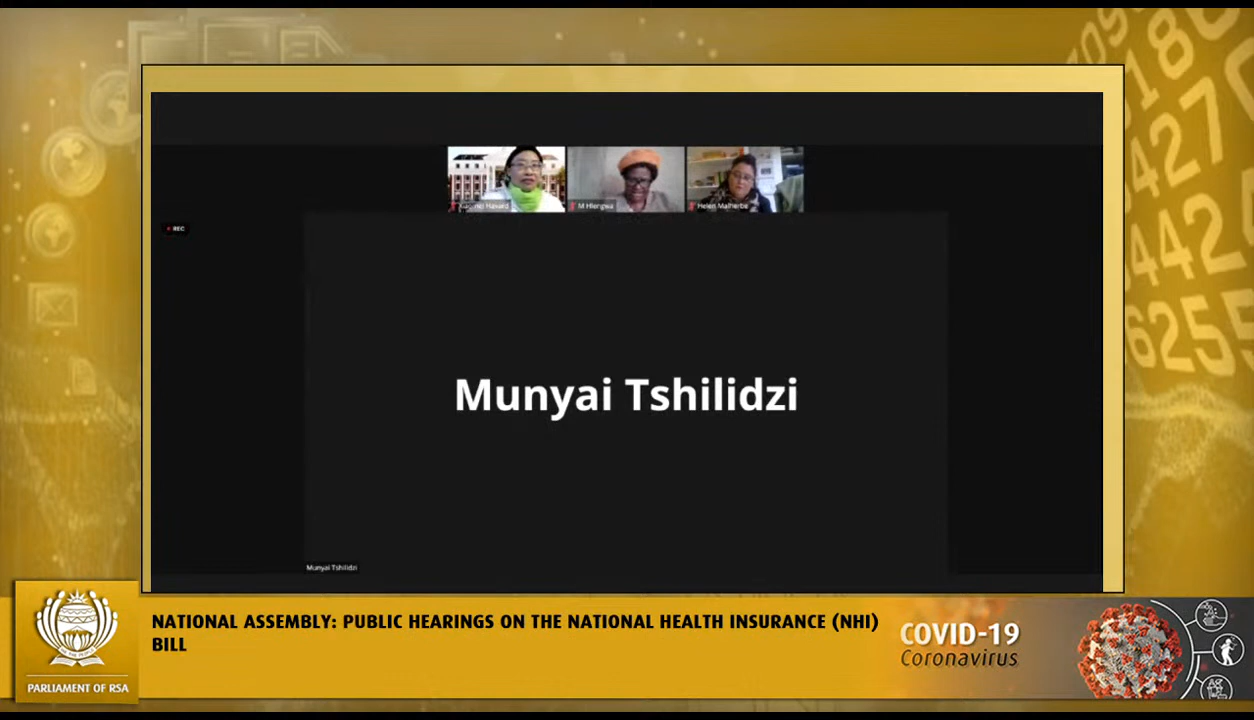 M Hlengwa
Helen Malherbe
REC
Munyai Tshilidzi
Munyai Tshilidzi
NATIONAL ASSEMBLY: PUBLIC HEARINGS ON THE NATIONAL HEALTH INSURANCE (NHI)
BILL
COVID-19
Coronavirus
PARLIAMENT OF RSA